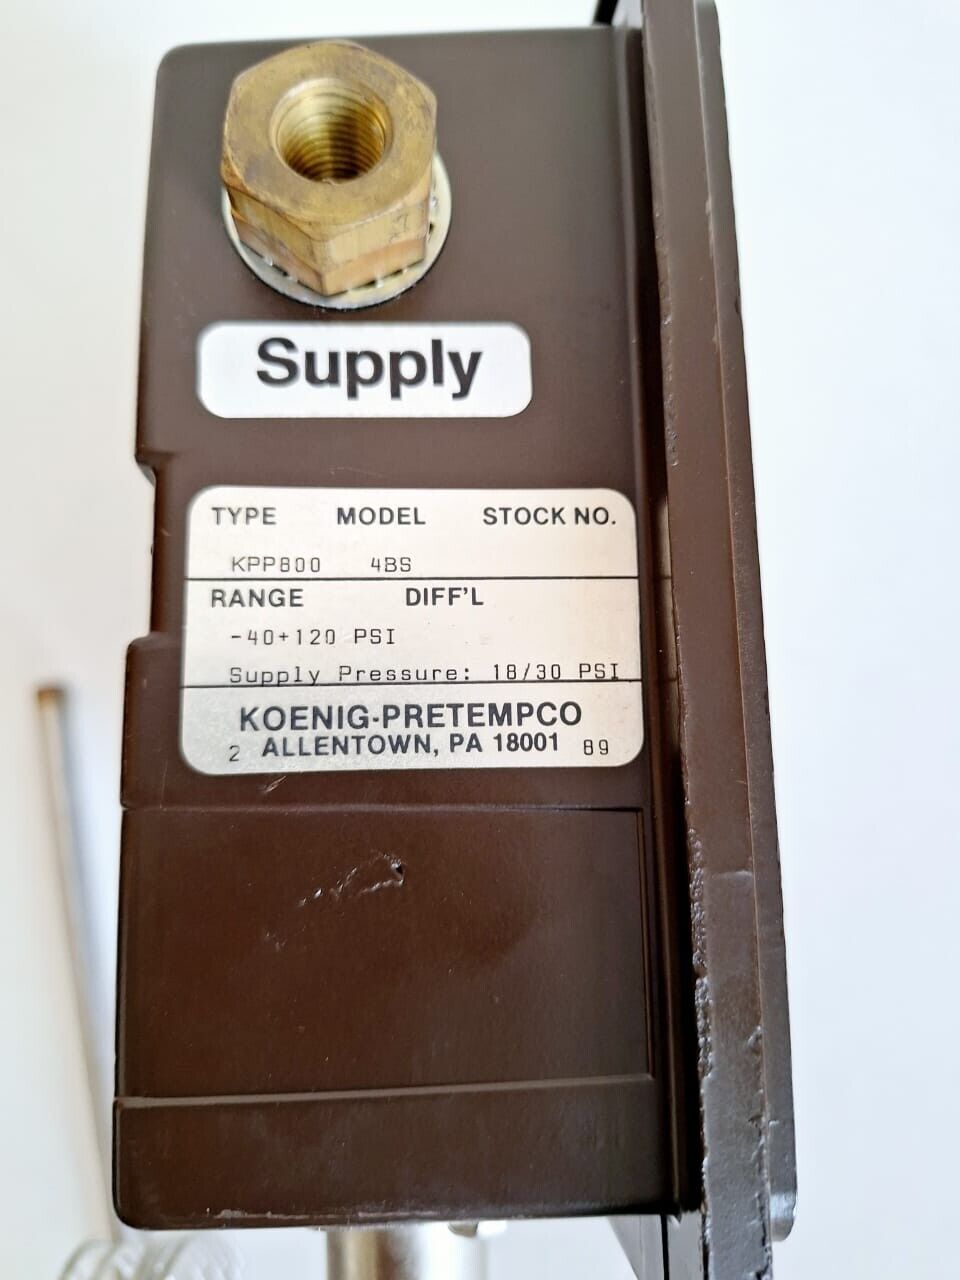 Supply
TYPE MODEL STOCK NO.
KPP800 4BS
RANGE DIFF'L
-40+120 PSI
Supply Pressure: 18/30 PSI
KOENIG-PRETEMPCO
2 ALLENTOWN, PA 18001 89